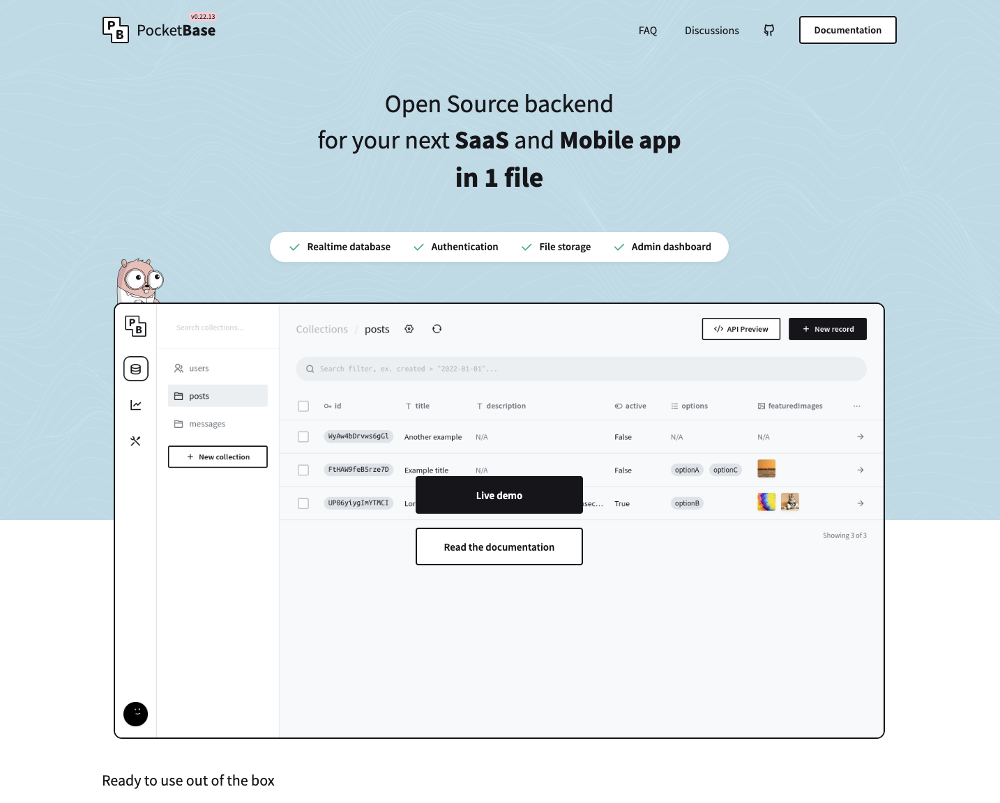 PB PocketBase v0.22.13
FAQ Discussions Documentation
Open Source backend
for your next SaaS and Mobile app
in 1 file
Realtime database Authentication File storage Admin dashboard
PB
Search collections...
users
posts
messages
+ New collection
Collections / posts
</> API Preview + New record
Search filter, ex. created > "2022-01-01"...
id title description active options featuredImages ...
WyAw4bDrvws6gGl Another example N/A False N/A N/A
FtHAW9feB5rze7D Example title N/A False optionA optionC
UP06yiygImYTMCI True optionB
Live demo
Read the documentation
Showing 3 of 3
Ready to use out of the box